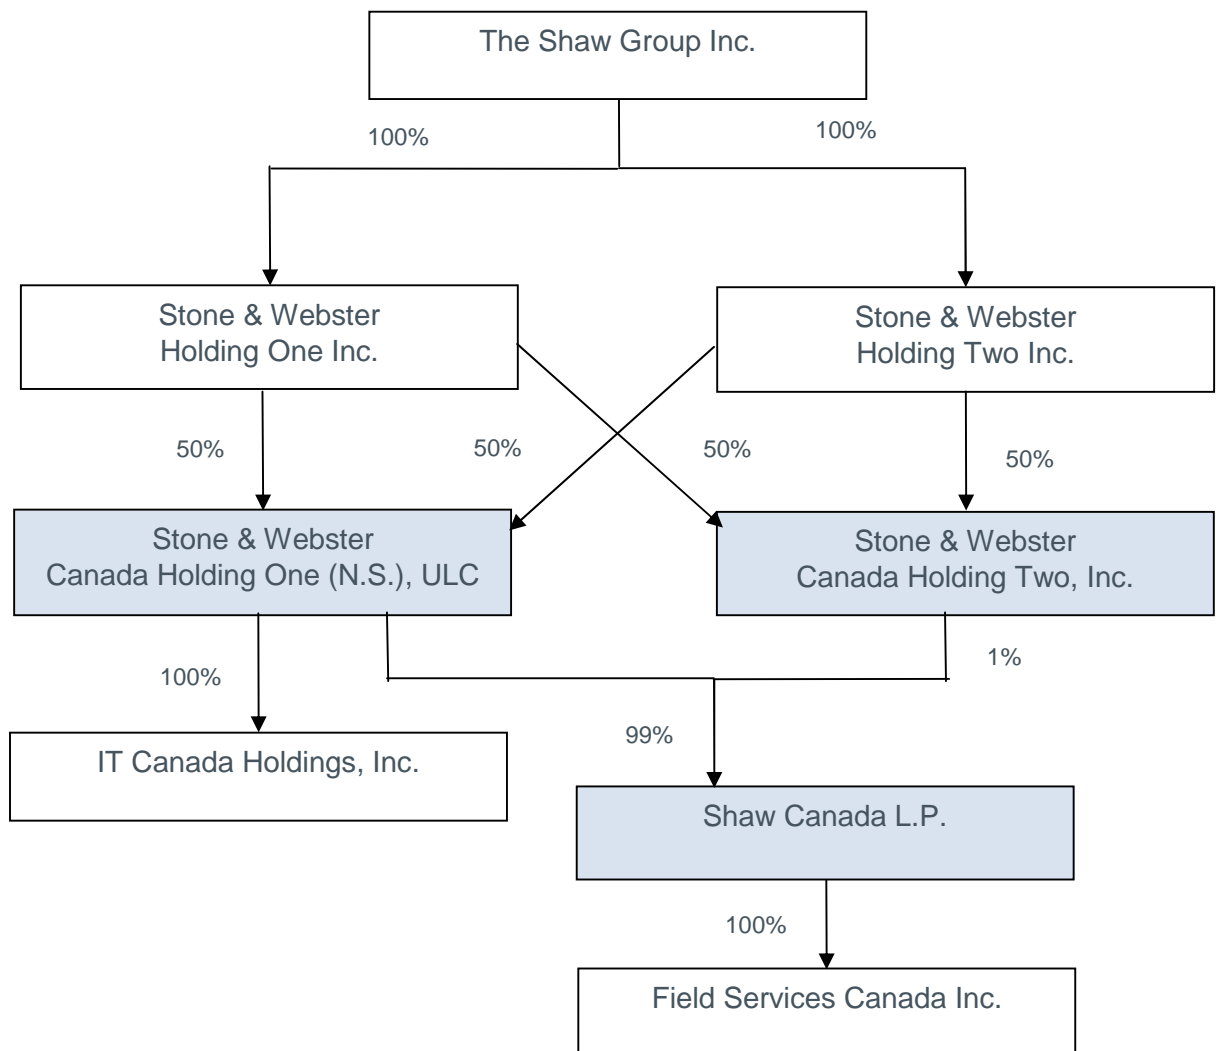 The Shaw Group Inc.
100%
100%
Stone & Webster
Holding One Inc.
Stone & Webster
Holding Two Inc.
50%
50%
50%
50%
Stone & Webster
Canada Holding One (N.S.), ULC
Stone & Webster
Canada Holding Two, Inc.
100%
1%
99%
IT Canada Holdings, Inc.
Shaw Canada L.P.
100%
Field Services Canada Inc.